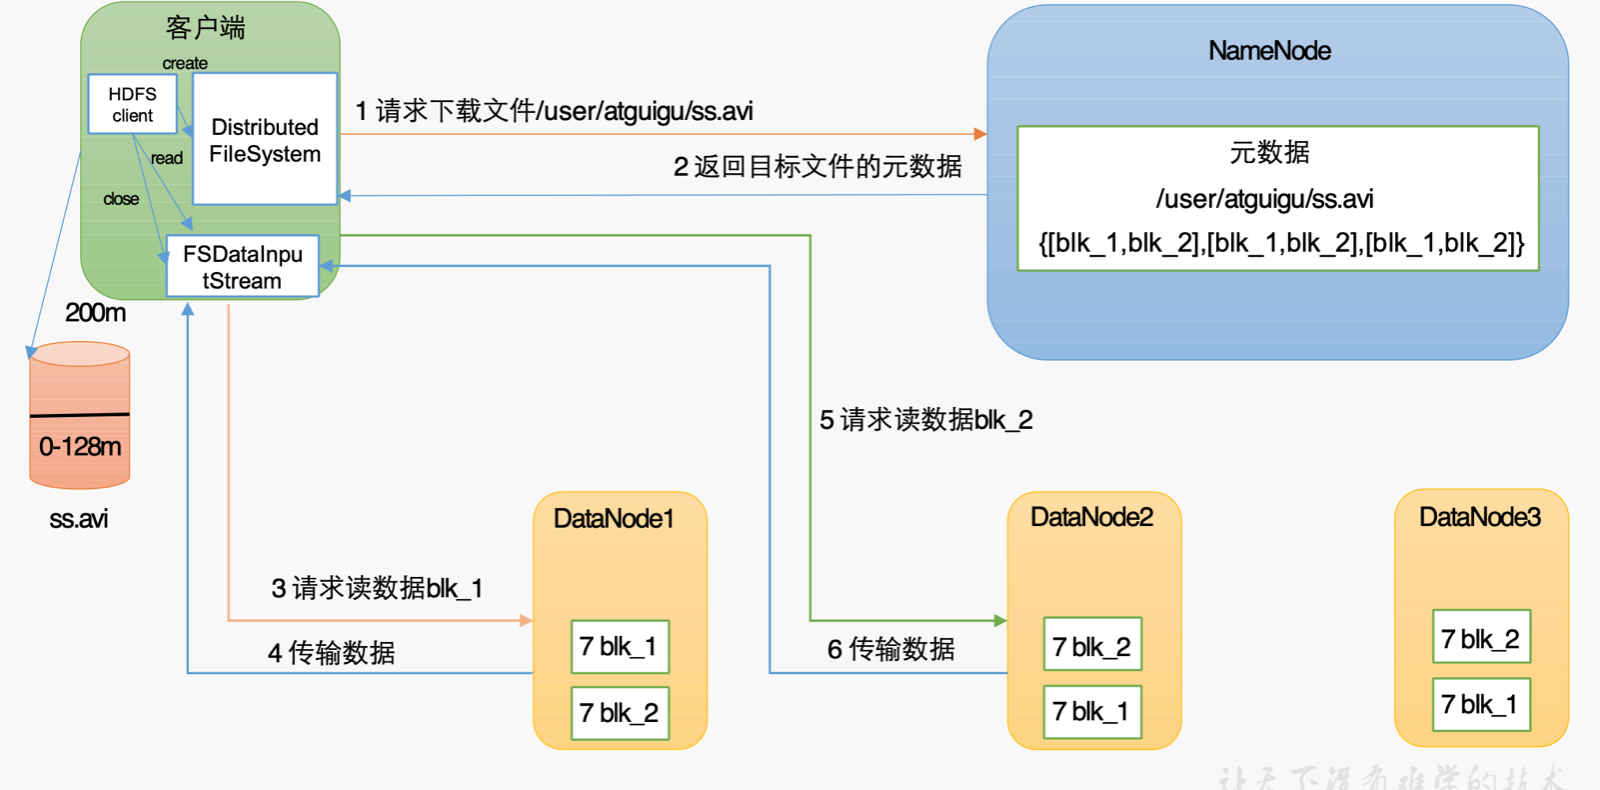 客户端
create
HDFS
client
Distributed
FileSystem
read
close
FSDataInpu
tStream
1 请求下载文件/user/atguigu/ss.avi
2 返回目标文件的元数据
NameNode
元数据
/user/atguigu/ss.avi
{[blk_1,blk_2],[blk_1,blk_2],[blk_1,blk_2]}
200m
0-128m
ss.avi
5 请求读数据blk_2
3 请求读数据blk_1
4 传输数据
6 传输数据
DataNode1
7 blk_1
7 blk_2
DataNode2
7 blk_2
7 blk_1
DataNode3
7 blk_2
7 blk_1
让天下没有难学的技术